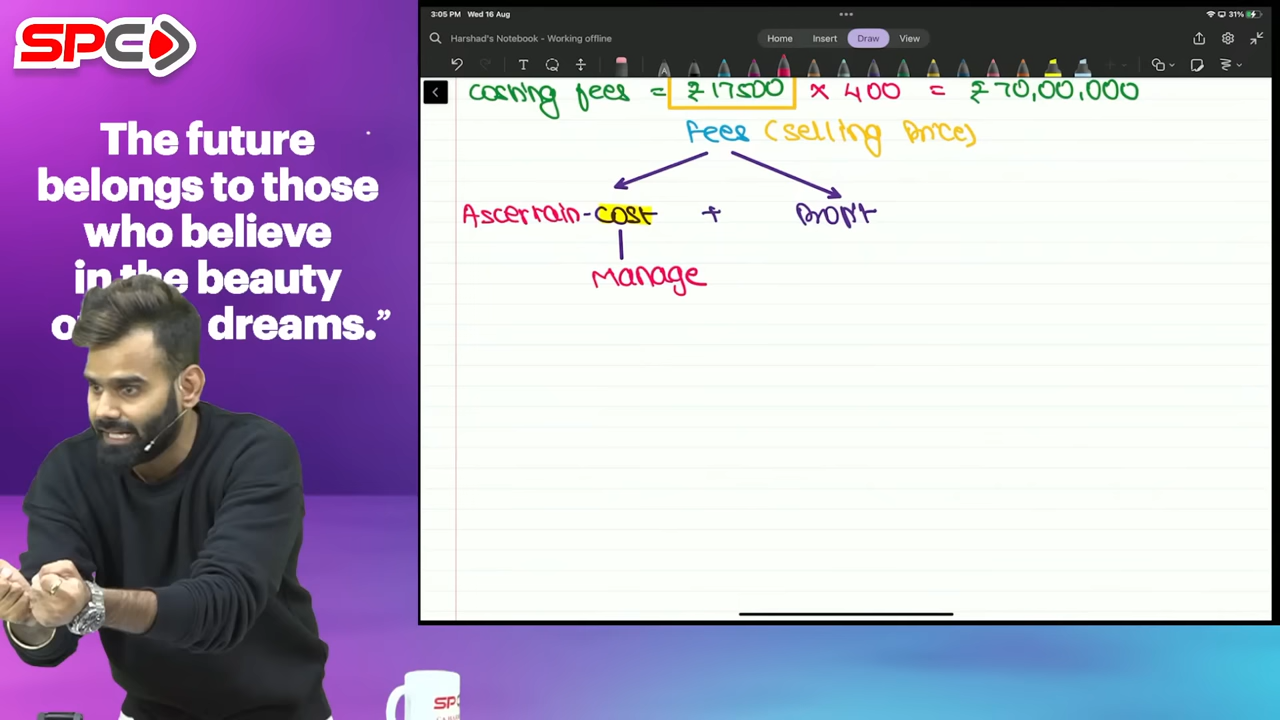 SPC
The future
belongs to those
who believe
in the beauty
dreams.”
3:05 PM Wed 16 Aug
31%
Harshad's Notebook - Working offline
Home Insert Draw View
costing fees = ₹17500 × 400 = ₹70,00,000
Fees (selling Price)
Ascertain - cost + Profit
Manage
SPC